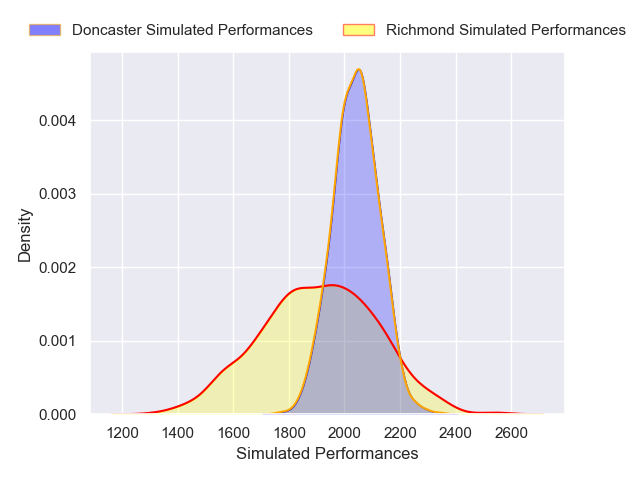 Doncaster Simulated Performances Richmond Simulated Performances
0.004
0.003
0.002
0.001
0.000
Density
1200 1400 1600 1800 2000 2200 2400 2600
Simulated Performances